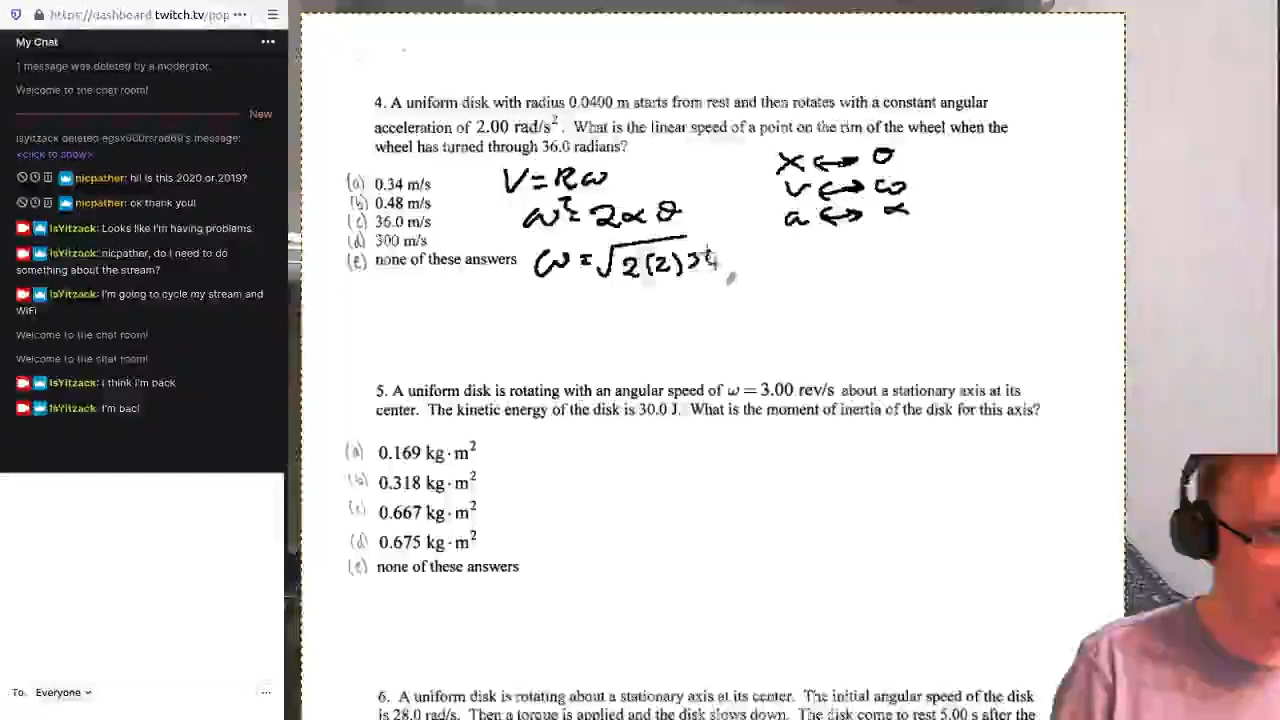 https://dashboard.twitch.tv/pop ...
My Chat
1 message was deleted by a moderator.
Welcome to the chat room!
New
<click to show>
nicpather: hi! Is this 2020 or 2019?
nicpather: ok thank you!
IsYitzack: Looks like I'm having problems.
IsYitzack: nicpather, do I need to do
something about the stream?
IsYitzack: I'm going to cycle my stream and
WiFi
Welcome to the chat room!
Welcome to the chat room!
IsYitzack: I think I'm back
IsYitzack: I'm bac!
To: Everyone
4. A uniform disk with radius 0.0400 m starts from rest and then rotates with a constant angular
acceleration of 2.00 rad/s². What is the linear speed of a point on the rim of the wheel when the
wheel has turned through 36.0 radians?
(a) 0.34 m/s
(b) 0.48 m/s
(c) 36.0 m/s
(d) 300 m/s
(e) none of these answers
V = Rω
ω² = 2αθ
ω = √2(2)
x ↔ θ
v ↔ ω
a ↔ α
5. A uniform disk is rotating with an angular speed of ω = 3.00 rev/s about a stationary axis at its
center. The kinetic energy of the disk is 30.0 J. What is the moment of inertia of the disk for this axis?
(a) 0.169 kg · m²
(b) 0.318 kg · m²
(c) 0.667 kg · m²
(d) 0.675 kg · m²
(e) none of these answers
6. A uniform disk is rotating about a stationary axis at its center. The initial angular speed of the disk
is 28.0 rad/s. Then a torque is applied and the disk slows down. The disk come to rest 5.00 s after the